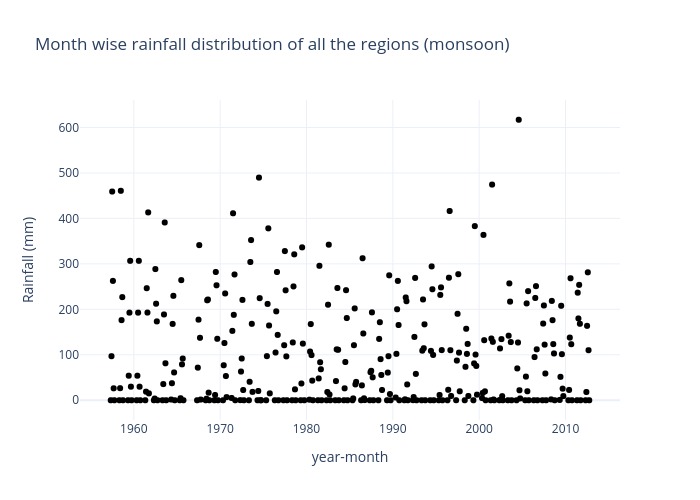 Month wise rainfall distribution of all the regions (monsoon)
600
500
400
300
200
100
0
Rainfall (mm)
1960 1970 1980 1990 2000 2010
year-month